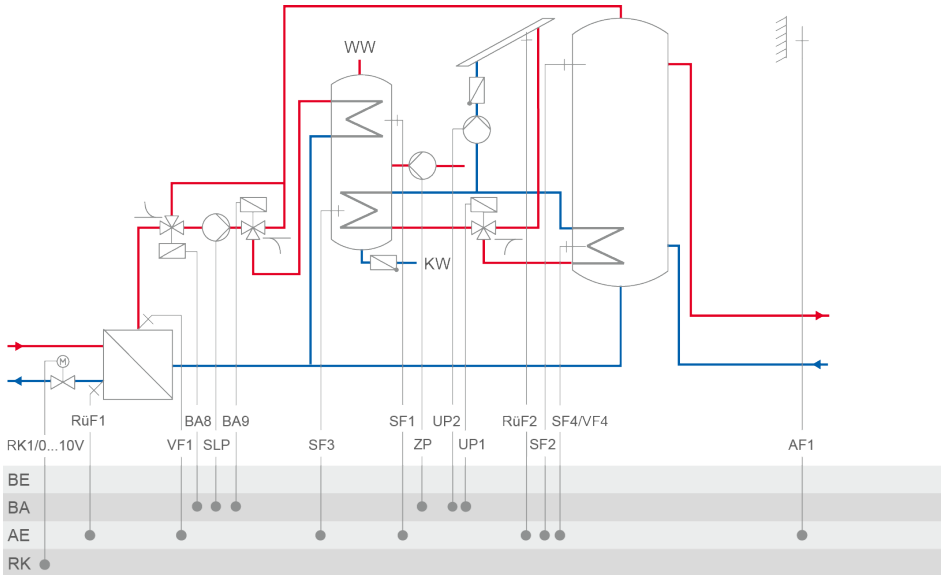 WW
KW
M
RüF1 BA8 BA9 SF1 UP2 RüF2 SF4/VF4
RK1/0...10V VF1 SLP SF3 ZP UP1 SF2 AF1
BE
BA
AE
RK